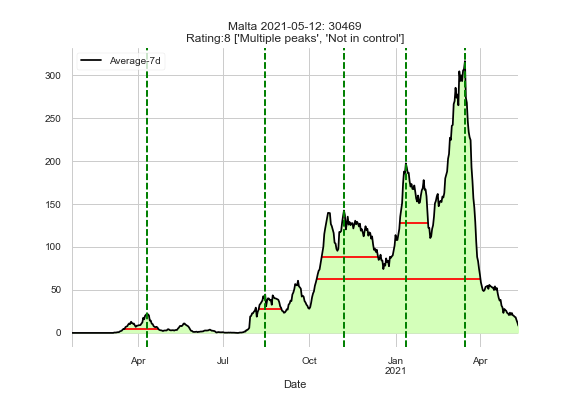 Malta 2021-05-12: 30469
Rating:8 ['Multiple peaks', 'Not in control']
Average-7d
300
250
200
150
100
50
0
Apr
Jul
Oct
Jan
2021
Apr
Date